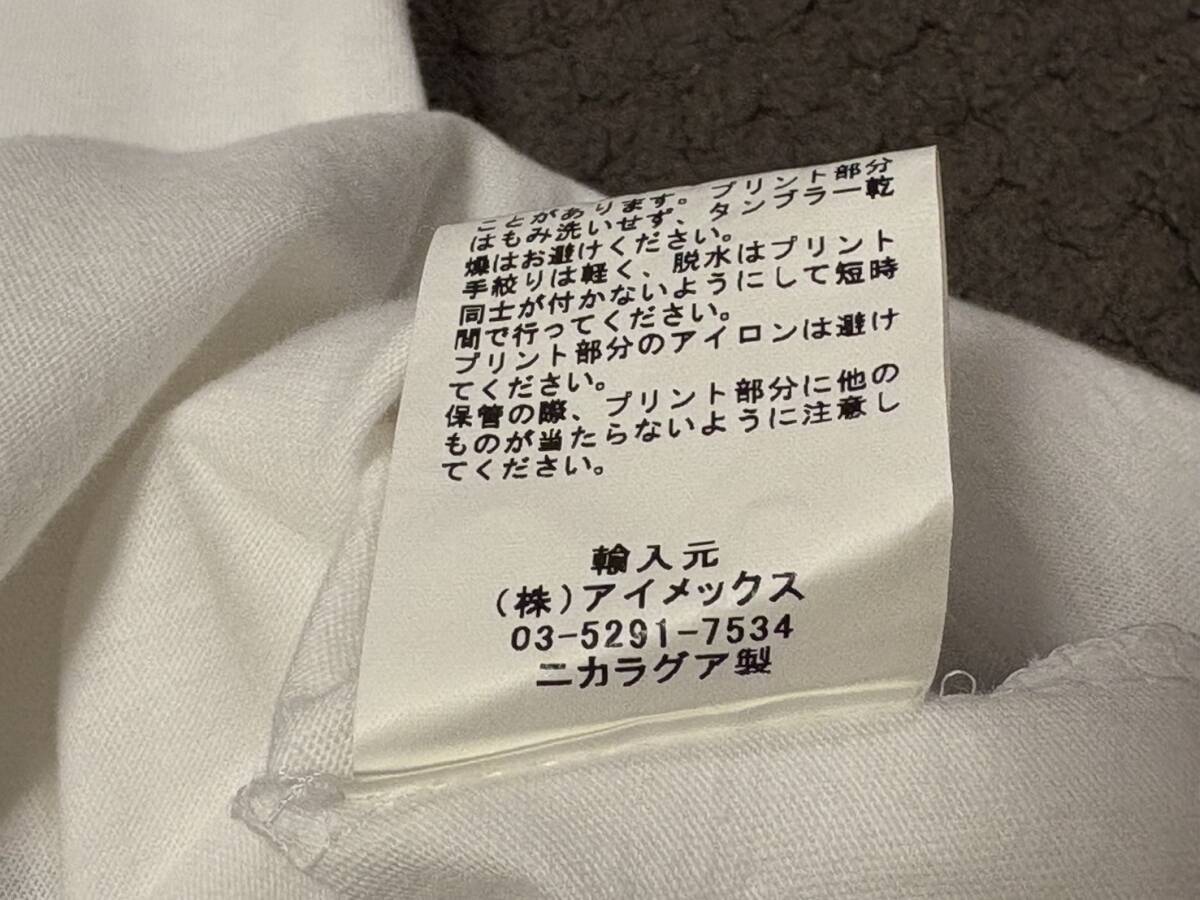 ことがあります。プリント部分
はもみ洗いせず、タンブラー乾
燥はお避けください。
手絞りは軽く、脱水はプリント
同士が付かないようにして短時
間で行ってください。
プリント部分のアイロンは避け
てください。
保管の際、プリント部分に他の
ものが当たらないように注意し
てください。
輸入元
(株)アイメックス
03-5291-7534
ニカラグア製